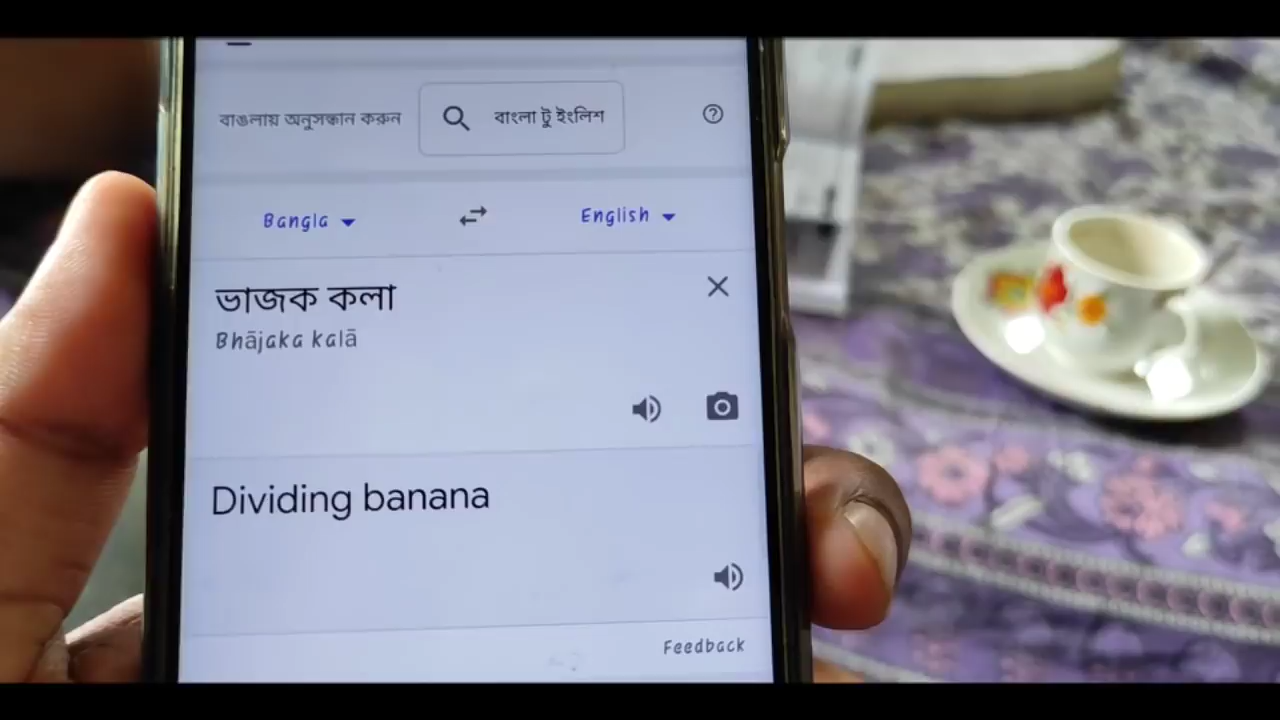 বাঙলায় অনুসন্ধান করুন
বাংলা টু ইংলিশ
Bangla
English
ভাজক কলা
Bhājaka kalā
Dividing banana
Feedback